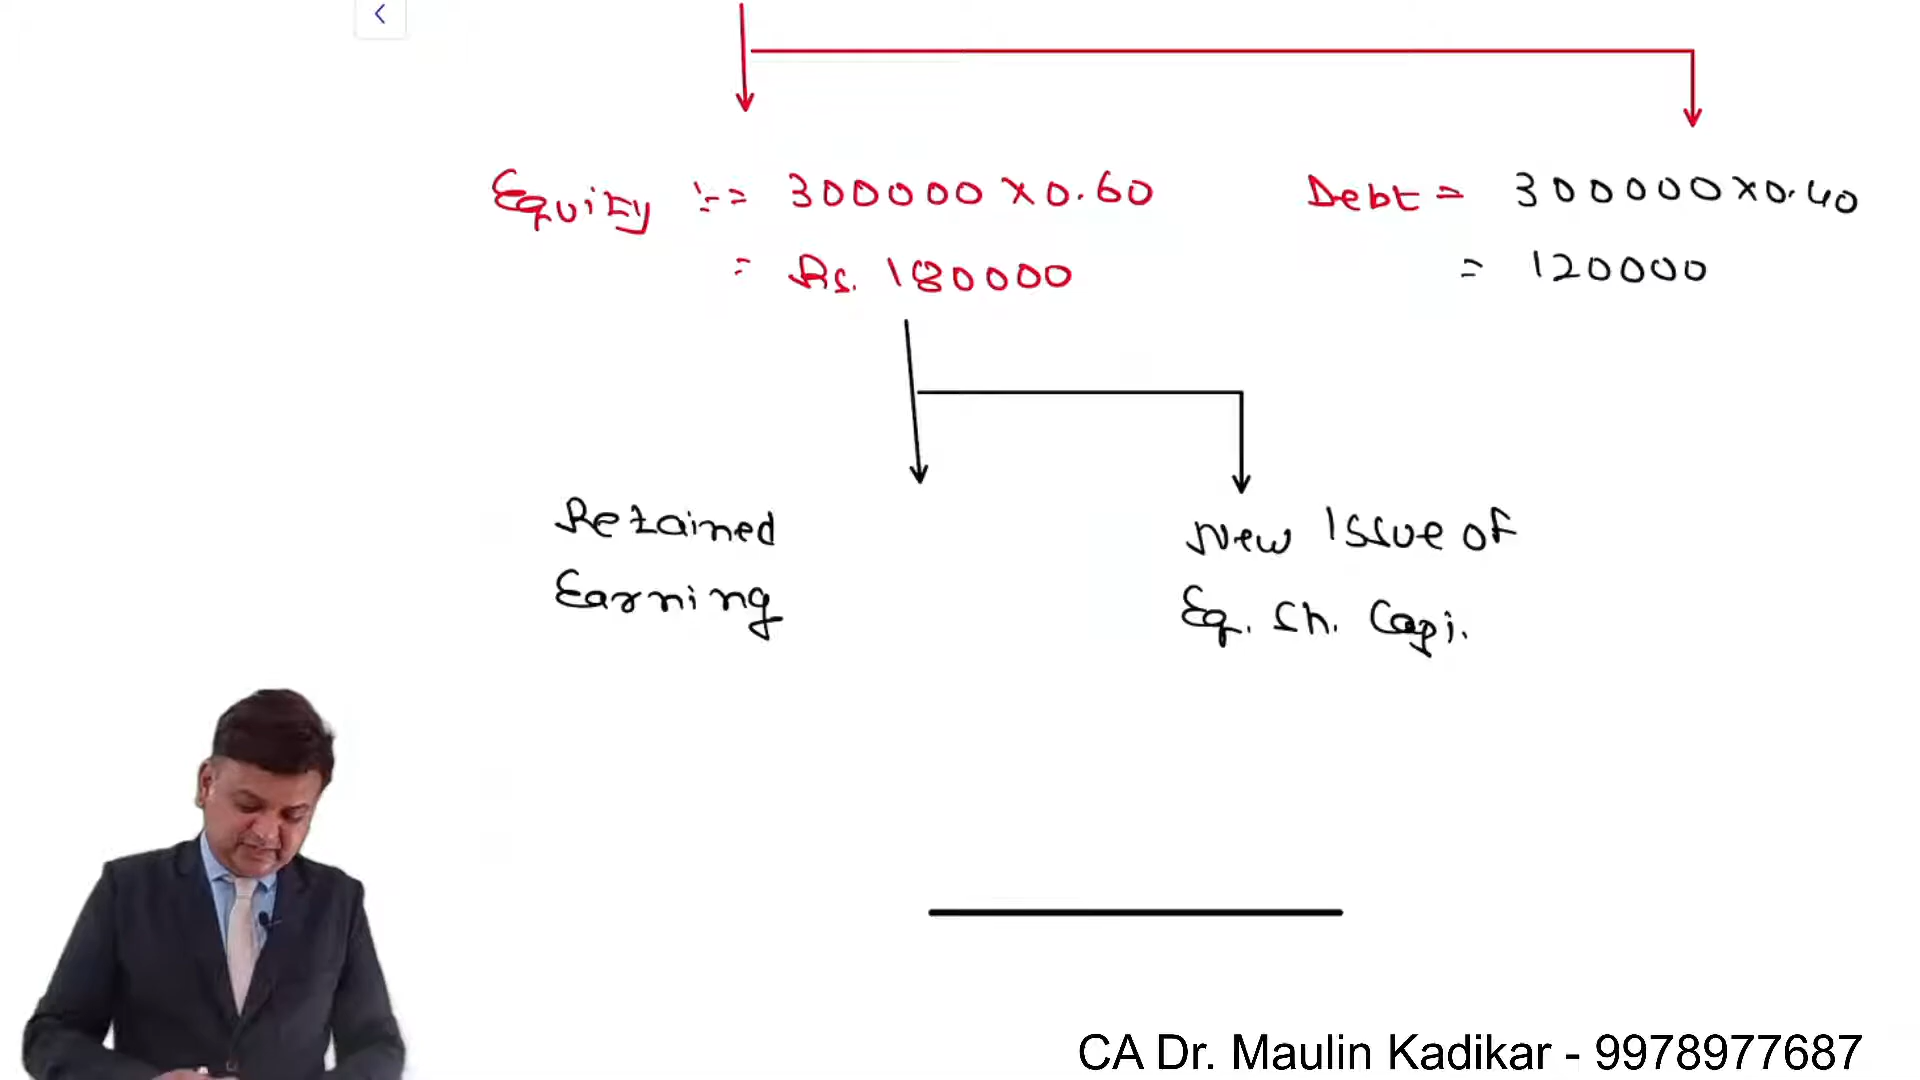 Equity :- = 300000 x 0.60
= Rs. 180000
Debt = 300000 x 0.40
= 120000
Retained
Earning
New Issue of
Eq. Sh. Capi.
CA Dr. Maulin Kadikar - 9978977687